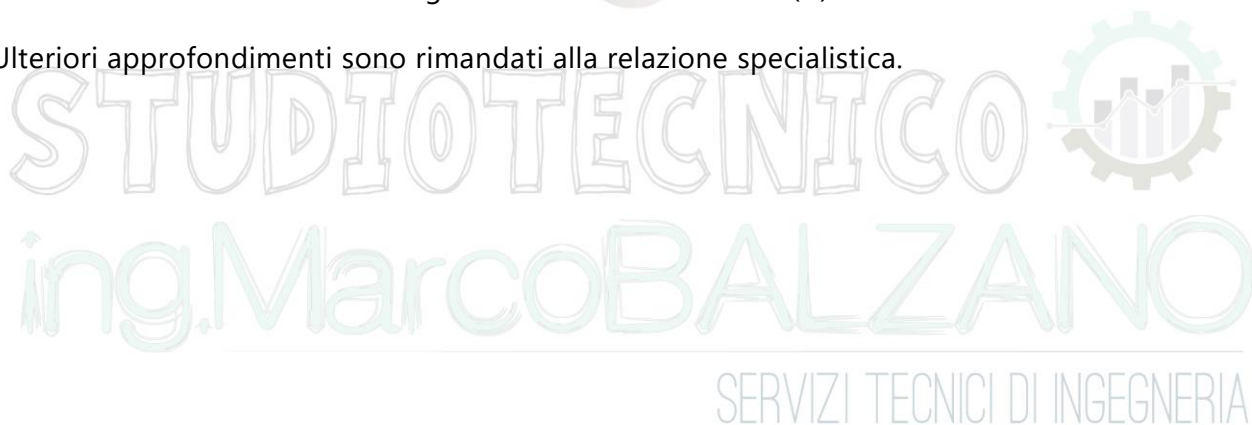 Ulteriori approfondimenti sono rimandati alla relazione specialistica.
STUDIOTECNICO
ing.MarcoBALZANO
SERVIZI TECNICI DI INGEGNERIA